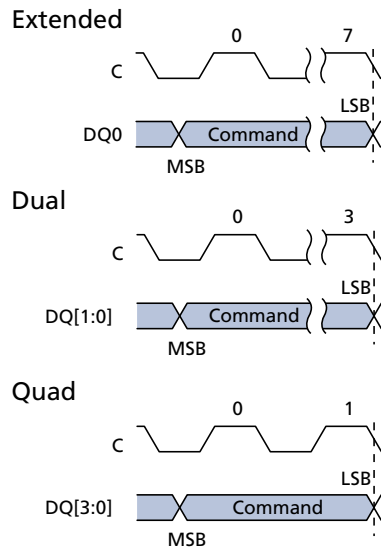 Extended
0 7
C
LSB
DQ0 Command
MSB
Dual
0 3
C
LSB
DQ[1:0] Command
MSB
Quad
0 1
C
LSB
DQ[3:0] Command
MSB